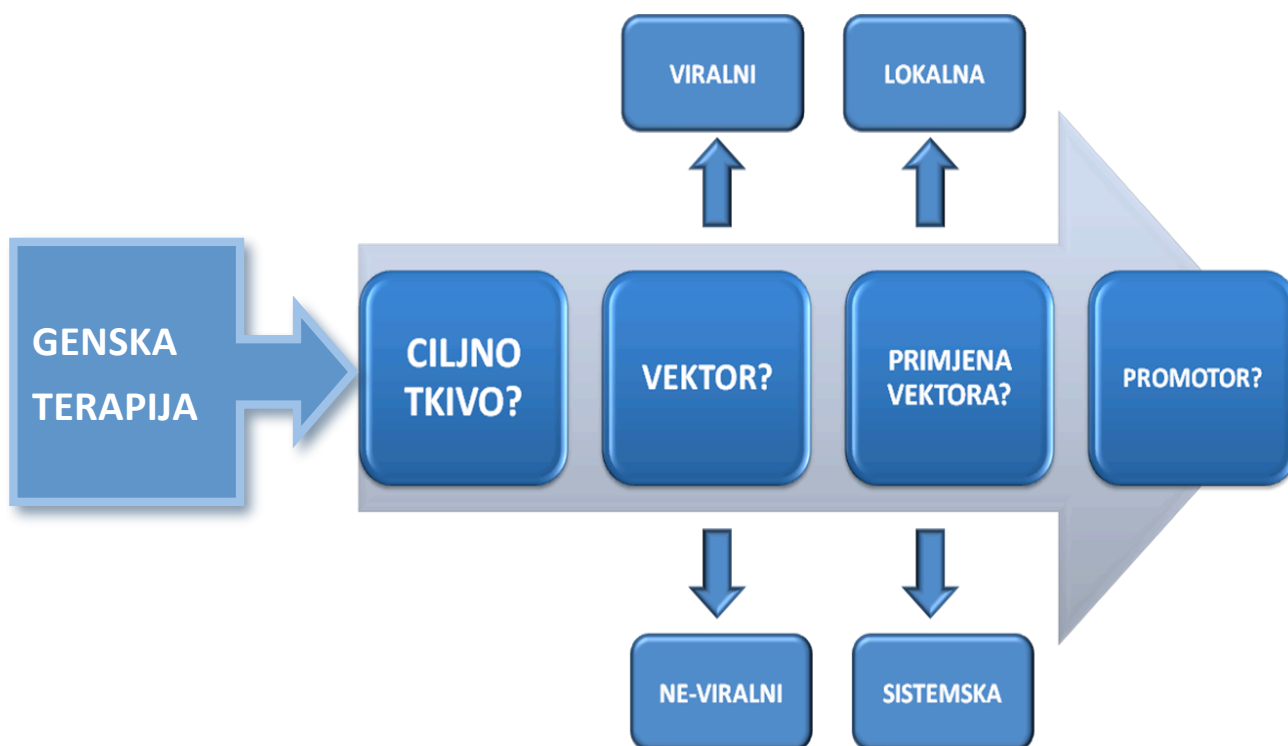 VIRALNI
LOKALNA
GENSKA
TERAPIJA
CILJNO
TKIVO?
VEKTOR?
PRIMJENA
VEKTORA?
PROMOTOR?
NE-VIRALNI
SISTEMSKA